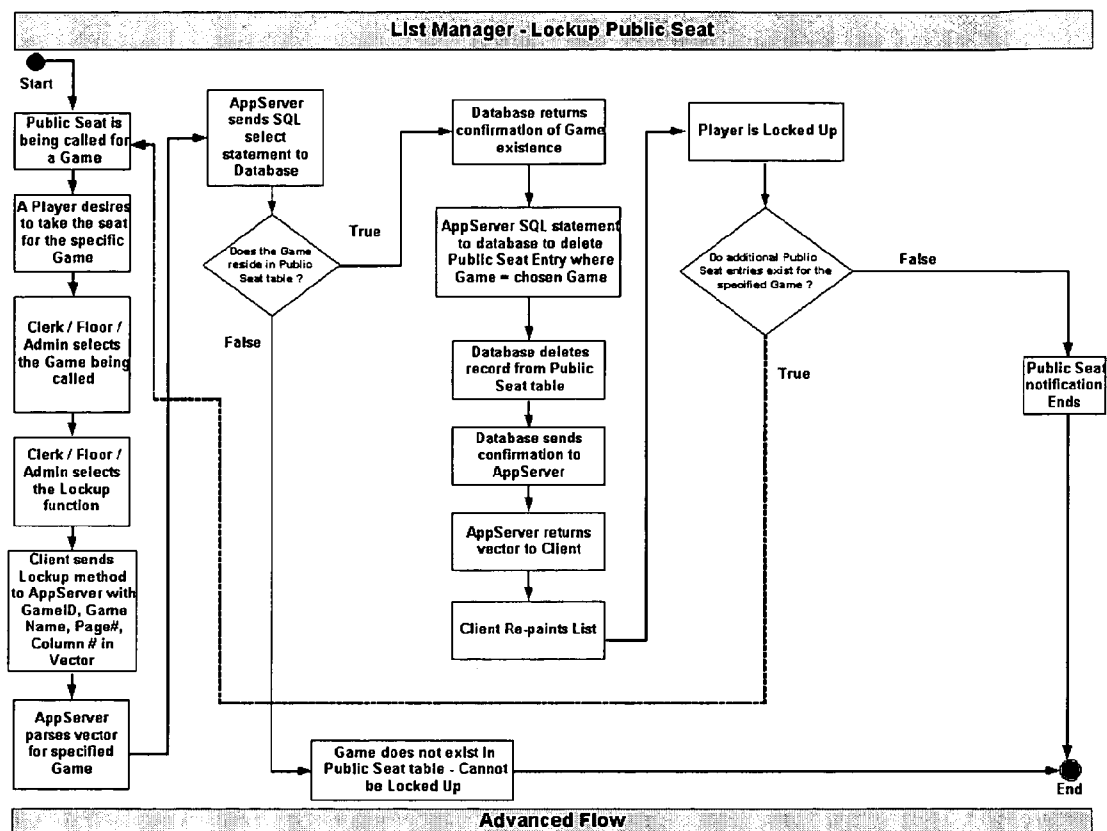 List Manager - Lockup Public Seat
Start
Public Seat is
being called for
a Game
A Player desires
to take the seat
for the specific
Game
Clerk / Floor /
Admin selects
the Game being
called
Clerk / Floor /
Admin selects
the Lockup
function
Client sends
Lockup method
to AppServer with
GameID, Game
Name, Page#,
Column # in
Vector
AppServer
parses vector
for specified
Game
AppServer
sends SQL
select
statement to
Database
Does the Game
reside in Public
Seat table ?
True
False
Game does not exist in
Public Seat table - Cannot
be Locked Up
Database returns
confirmation of Game
existence
AppServer SQL statement
to database to delete
Public Seat Entry where
Game = chosen Game
Database deletes
record from Public
Seat table
Database sends
confirmation to
AppServer
AppServer returns
vector to Client
Client Re-paints List
Player is Locked Up
Do additional Public
Seat entries exist for the
specified Game ?
False
True
Public Seat
notification
Ends
End
Advanced Flow